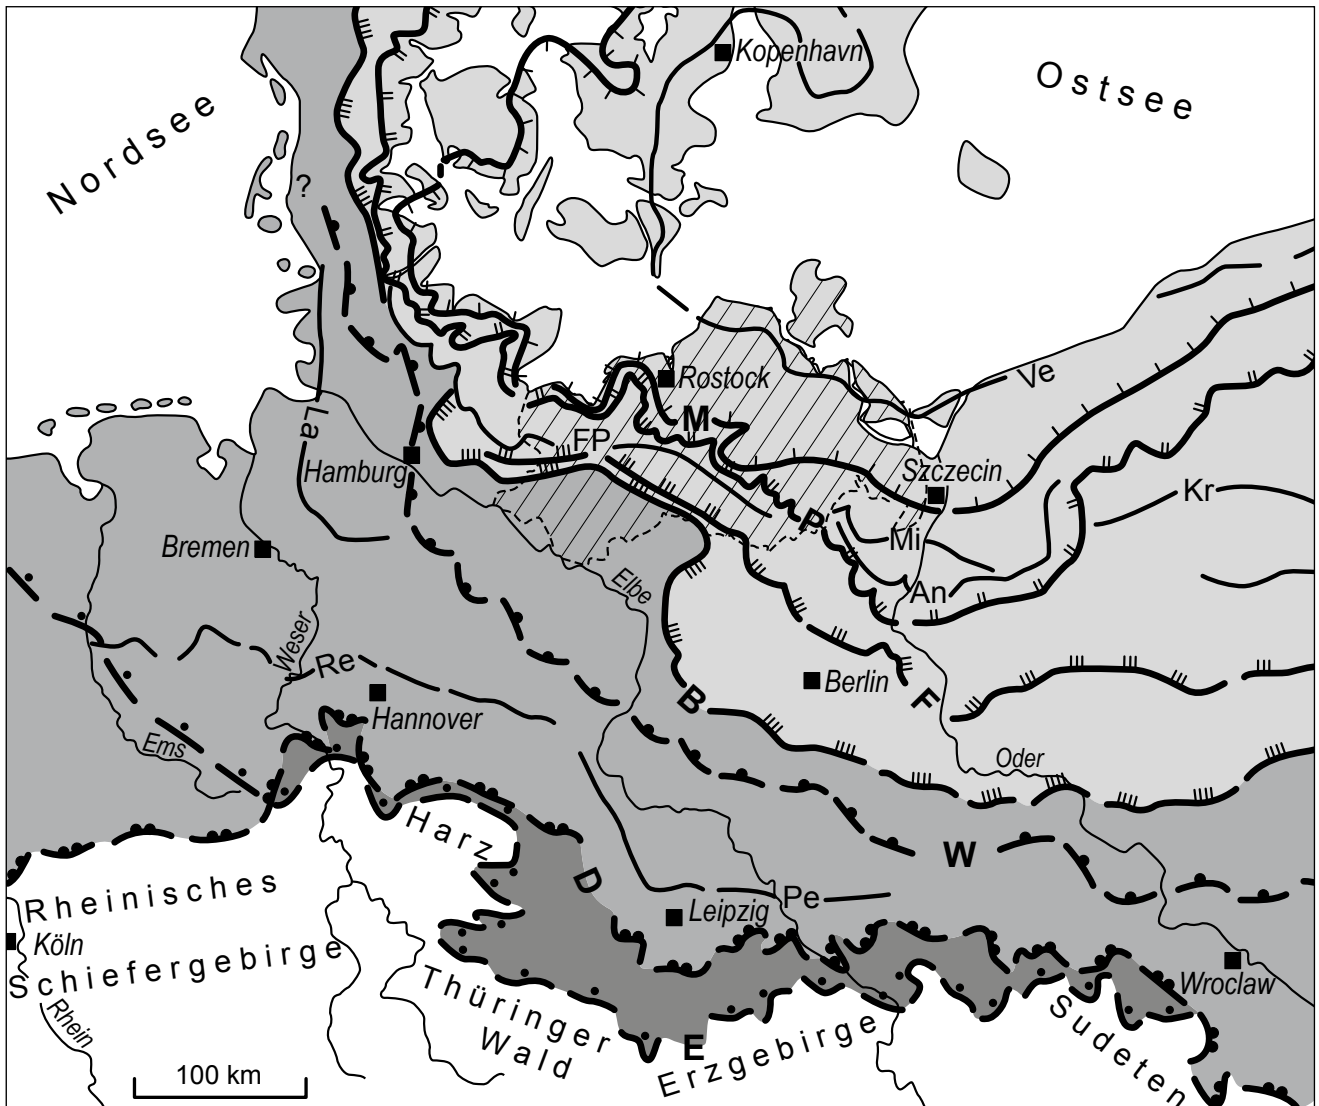 Kopenhavn
Ostsee
Nordsee
?
Ve
Rostock
M
La
FP
Hamburg
Szczecin
Kr
P
Mi
Bremen
Elbe
An
Weser
Re
Berlin
B
F
Hannover
Ems
Oder
Harz
W
D
Rheinisches
Pe
Leipzig
Köln
Schiefergebirge
Wroclaw
Rhein
Thüringer
Wald
E
Erzgebirge
Sudeten
100 km